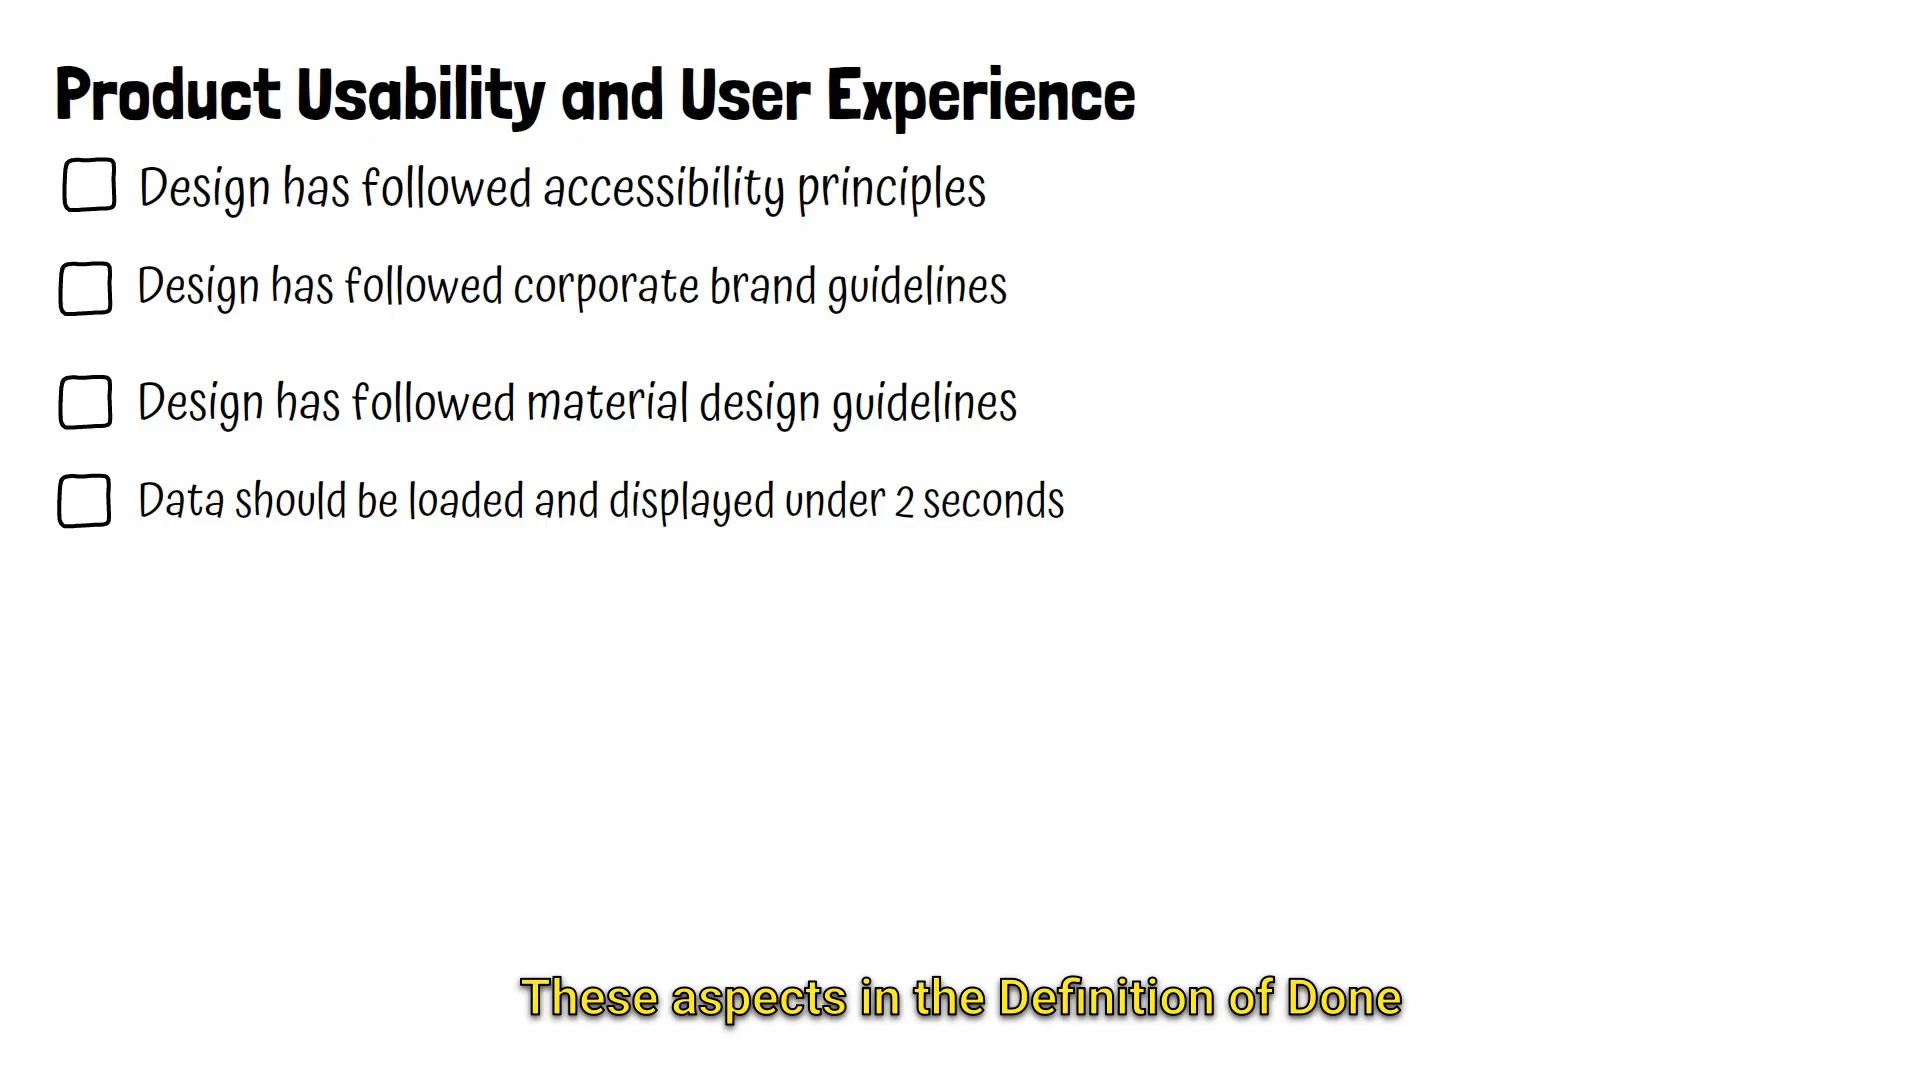 Product Usability and User Experience
Design has followed accessibility principles
Design has followed corporate brand guidelines
Design has followed material design guidelines
Data should be loaded and displayed under 2 seconds
These aspects in the Definition of Done